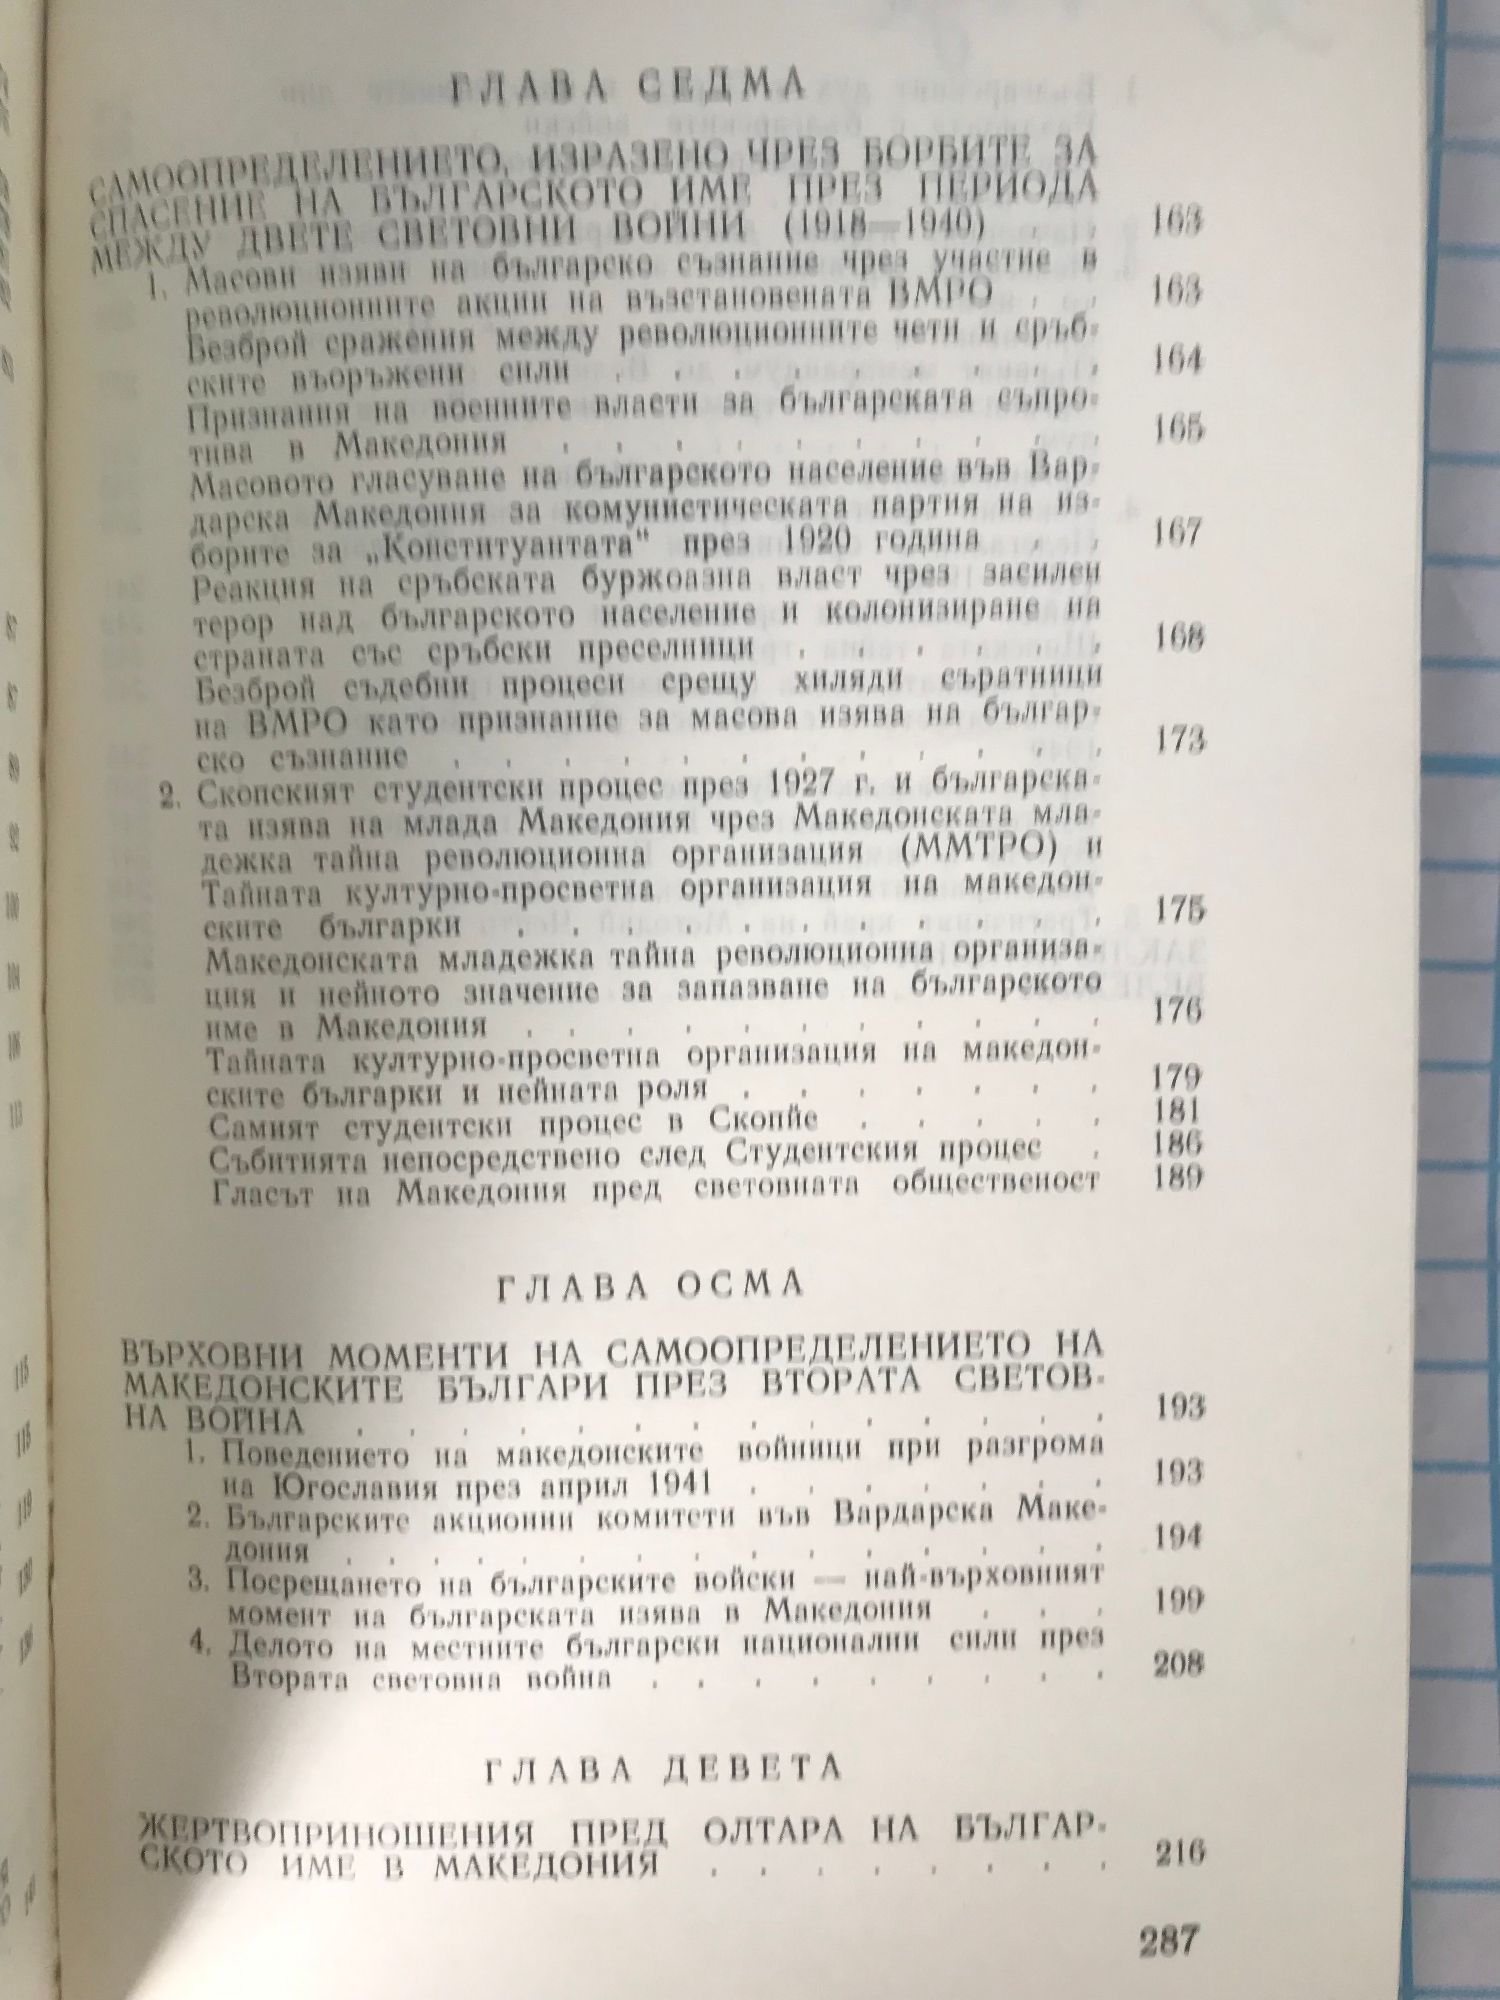 ГЛАВА СЕДМА
САМООПРЕДЕЛЕНИЕТО, ИЗРАЗЕНО ЧРЕЗ БОРБИТЕ ЗА
СПАСЕНИЕ НА БЪЛГАРСКОТО ИМЕ ПРЕЗ ПЕРИОДА
МЕЖДУ ДВЕТЕ СВЕТОВНИ ВОЙНИ (1918—1940) . . 163
1. Масови изяви на българско съзнание чрез участие в
революционните акции на възстановената ВМРО . . . 163
Безброй сражения между революционните чети и сръб-
ските въоръжени сили . . . . . . . . . 164
Признания на военните власти за българската съпро-
тива в Македония . . . . . . . . . . 165
Масовото гласуване на българското население във Вар-
дарска Македония за комунистическата партия на из-
борите за „Конституантата“ през 1920 година . . 167
Реакция на сръбската буржоазна власт чрез засилен
терор над българското население и колонизиране на
страната със сръбски преселници . . . . . . 168
Безброй съдебни процеси срещу хиляди съратници
на ВМРО като признание за масова изява на българ-
ско съзнание . . . . . . . . . . . . 173
2. Скопският студентски процес през 1927 г. и българска-
та изява на млада Македония чрез Македонската мла-
дежка тайна революционна организация (ММТРО) и
Тайната културно-просветна организация на македон-
ските българки . . . . . . . . . . . 175
Македонската младежка тайна революционна организа-
ция и нейното значение за запазване на българското
име в Македония . . . . . . . . . . . 176
Тайната културно-просветна организация на македон-
ските българки и нейната роля . . . . . . . 179
Самият студентски процес в Скопйе . . . . . 181
Събитията непосредствено след Студентския процес . 186
Гласът на Македония пред световната общественост 189
ГЛАВА ОСМА
ВЪРХОВНИ МОМЕНТИ НА САМООПРЕДЕЛЕНИЕТО НА
МАКЕДОНСКИТЕ БЪЛГАРИ ПРЕЗ ВТОРАТА СВЕТОВ-
НА ВОЙНА . . . . . . . . . . . . . . 193
1. Поведението на македонските войници при разгрома
на Югославия през април 1941 . . . . . . . 193
2. Българските акционни комитети във Вардарска Маке-
дония . . . . . . . . . . . . . . 194
3. Посрещането на българските войски — най-върховният
момент на българската изява в Македония . . . 199
4. Делото на местните български национални сили през
Втората световна война . . . . . . . . . 208
ГЛАВА ДЕВЕТА
ЖЕРТВОПРИНОШЕНИЯ ПРЕД ОЛТАРА НА БЪЛГАР-
СКОТО ИМЕ В МАКЕДОНИЯ . . . . . . . . 216
287